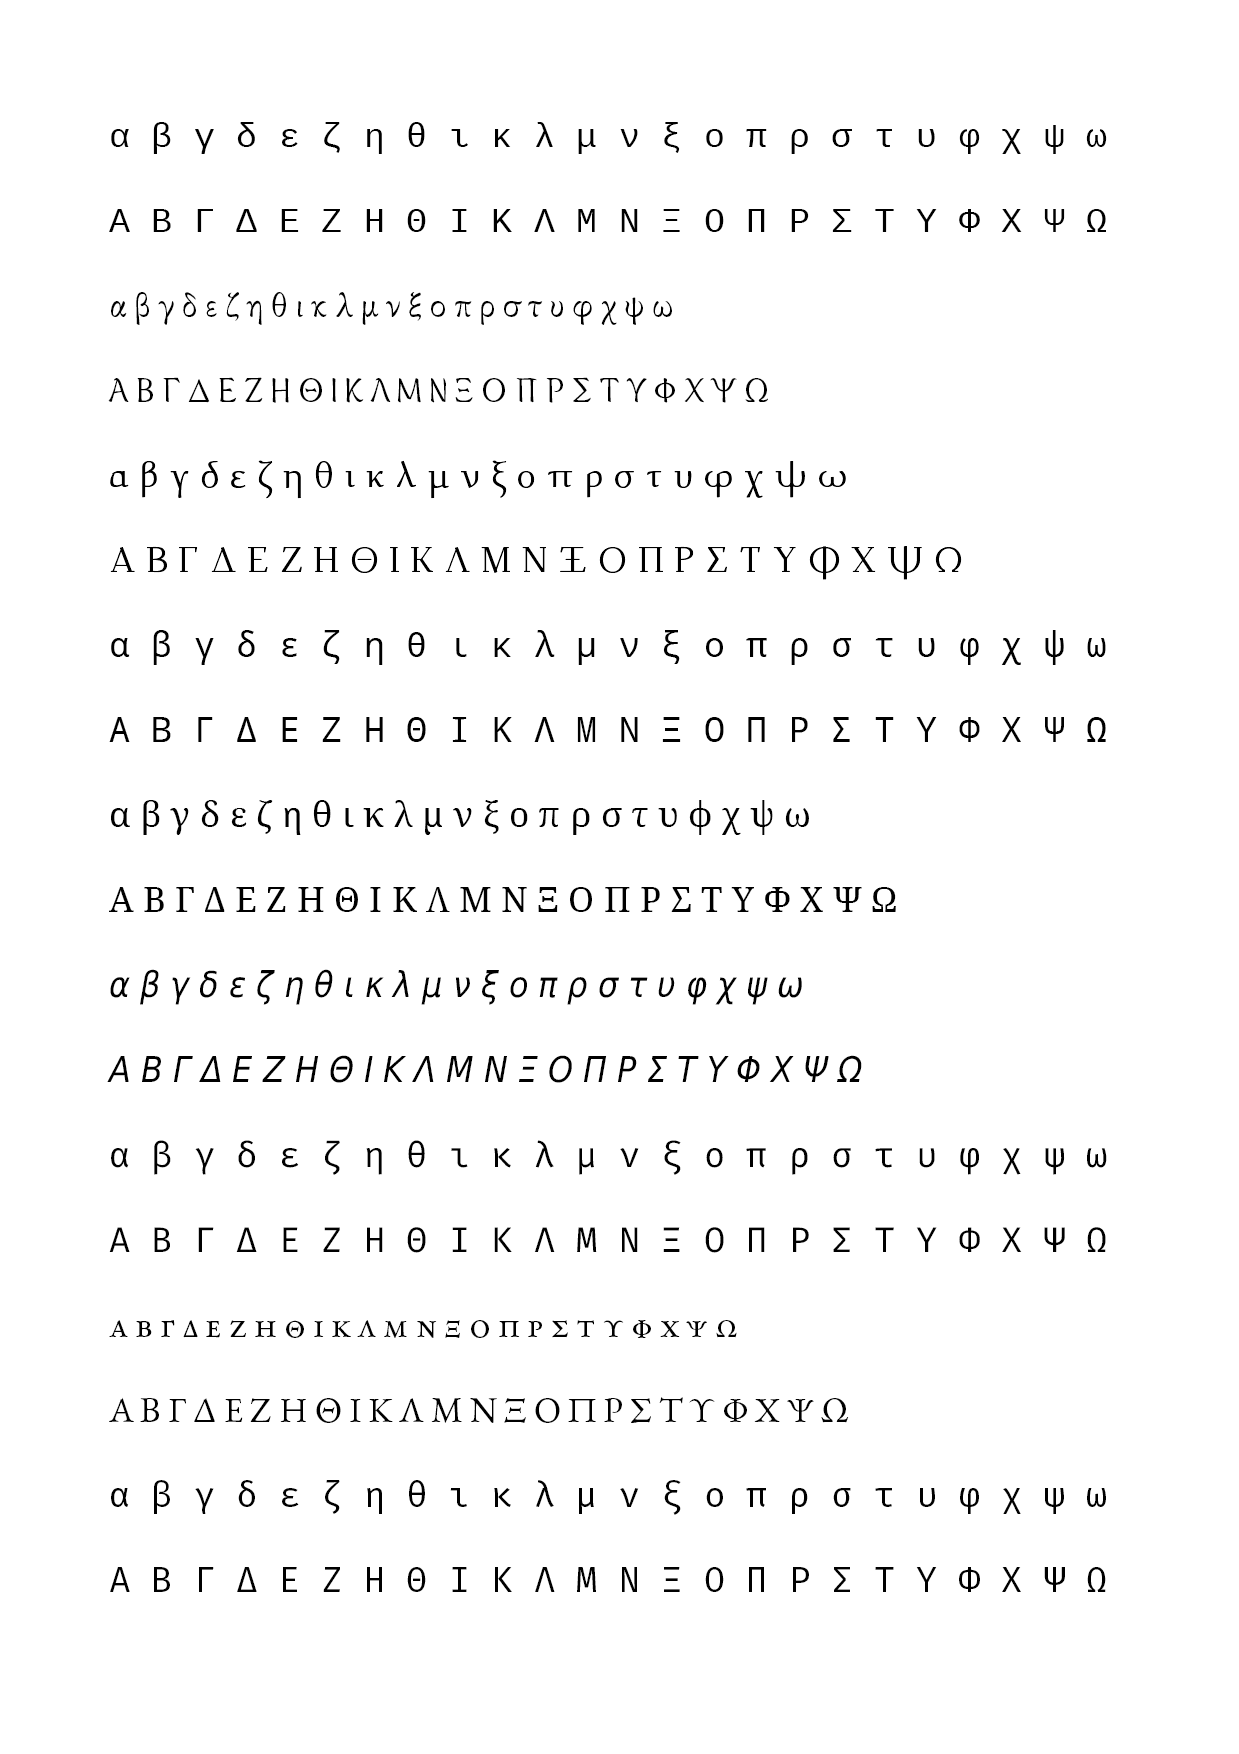 α β γ δ ε ζ η θ ι κ λ μ ν ξ ο π ρ σ τ υ φ χ ψ ω
Α Β Γ Δ Ε Ζ Η Θ Ι Κ Λ Μ Ν Ξ Ο Π Ρ Σ Τ Υ Φ Χ Ψ Ω
α β γ δ ε ζ η θ ι κ λ μ ν ξ ο π ρ σ τ υ φ χ ψ ω
Α Β Γ Δ Ε Ζ Η Θ Ι Κ Λ Μ Ν Ξ Ο Π Ρ Σ Τ Υ Φ Χ Ψ Ω
α β γ δ ε ζ η θ ι κ λ μ ν ξ ο π ρ σ τ υ φ χ ψ ω
Α Β Γ Δ Ε Ζ Η Θ Ι Κ Λ Μ Ν Ξ Ο Π Ρ Σ Τ Υ Φ Χ Ψ Ω
α β γ δ ε ζ η θ ι κ λ μ ν ξ ο π ρ σ τ υ φ χ ψ ω
Α Β Γ Δ Ε Ζ Η Θ Ι Κ Λ Μ Ν Ξ Ο Π Ρ Σ Τ Υ Φ Χ Ψ Ω
α β γ δ ε ζ η θ ι κ λ μ ν ξ ο π ρ σ τ υ φ χ ψ ω
Α Β Γ Δ Ε Ζ Η Θ Ι Κ Λ Μ Ν Ξ Ο Π Ρ Σ Τ Υ Φ Χ Ψ Ω
α β γ δ ε ζ η θ ι κ λ μ ν ξ ο π ρ σ τ υ φ χ ψ ω
Α Β Γ Δ Ε Ζ Η Θ Ι Κ Λ Μ Ν Ξ Ο Π Ρ Σ Τ Υ Φ Χ Ψ Ω
α β γ δ ε ζ η θ ι κ λ μ ν ξ ο π ρ σ τ υ φ χ ψ ω
Α Β Γ Δ Ε Ζ Η Θ Ι Κ Λ Μ Ν Ξ Ο Π Ρ Σ Τ Υ Φ Χ Ψ Ω
Α Β Γ Δ Ε Ζ Η Θ Ι Κ Λ Μ Ν Ξ Ο Π Ρ Σ Τ Υ Φ Χ Ψ Ω
Α Β Γ Δ Ε Ζ Η Θ Ι Κ Λ Μ Ν Ξ Ο Π Ρ Σ Τ Υ Φ Χ Ψ Ω
α β γ δ ε ζ η θ ι κ λ μ ν ξ ο π ρ σ τ υ φ χ ψ ω
Α Β Γ Δ Ε Ζ Η Θ Ι Κ Λ Μ Ν Ξ Ο Π Ρ Σ Τ Υ Φ Χ Ψ Ω